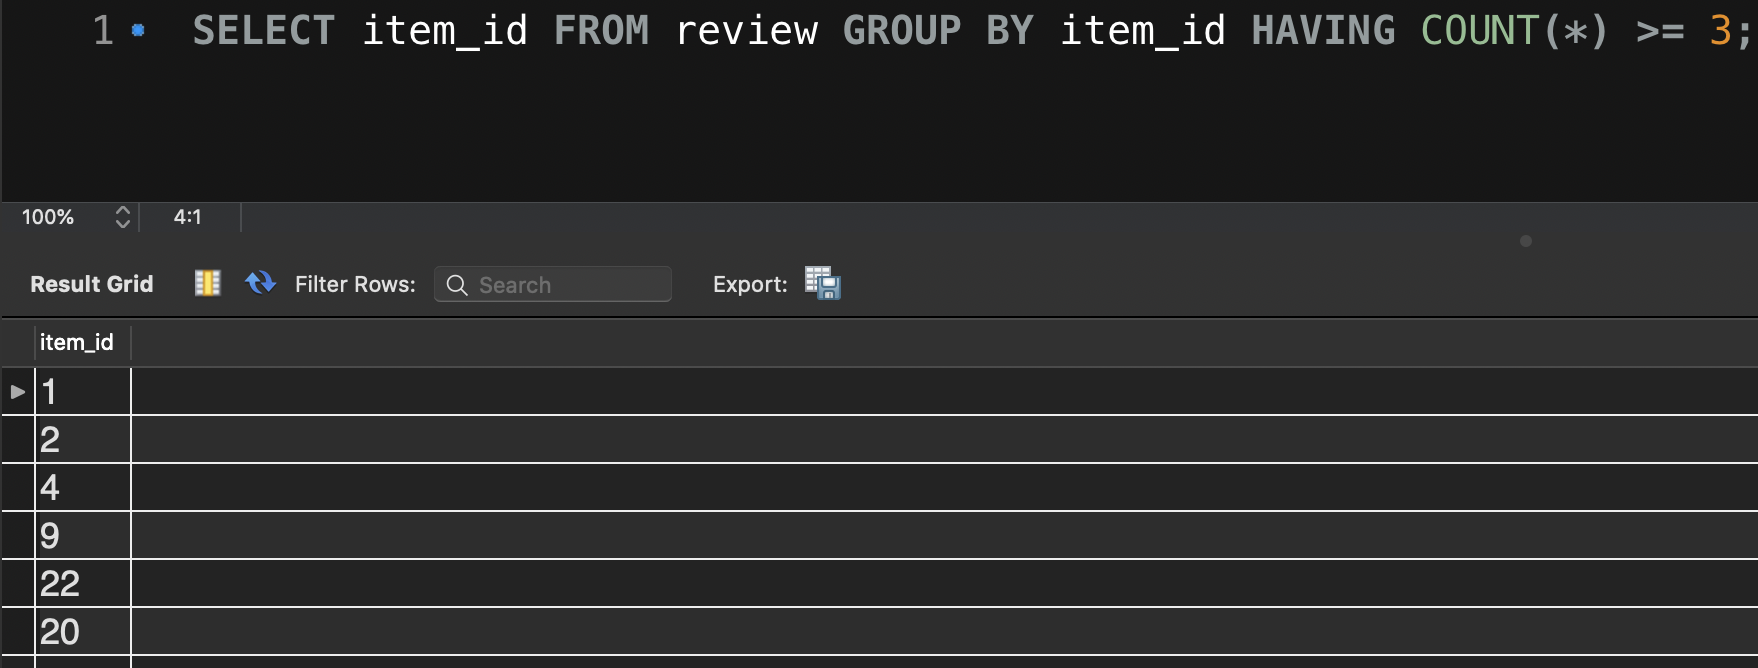 1 SELECT item_id FROM review GROUP BY item_id HAVING COUNT(*) >= 3;
100% 4:1
Result Grid Filter Rows: Search Export:
item_id
1
2
4
9
22
20